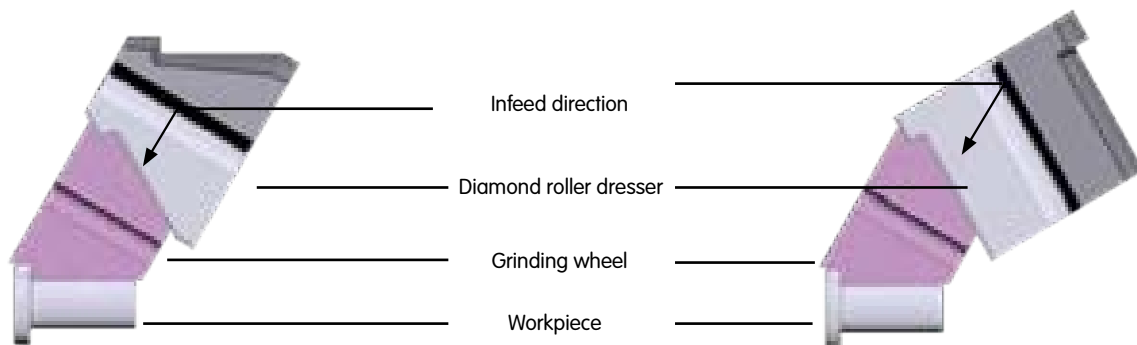 Infeed direction
Diamond roller dresser
Grinding wheel
Workpiece